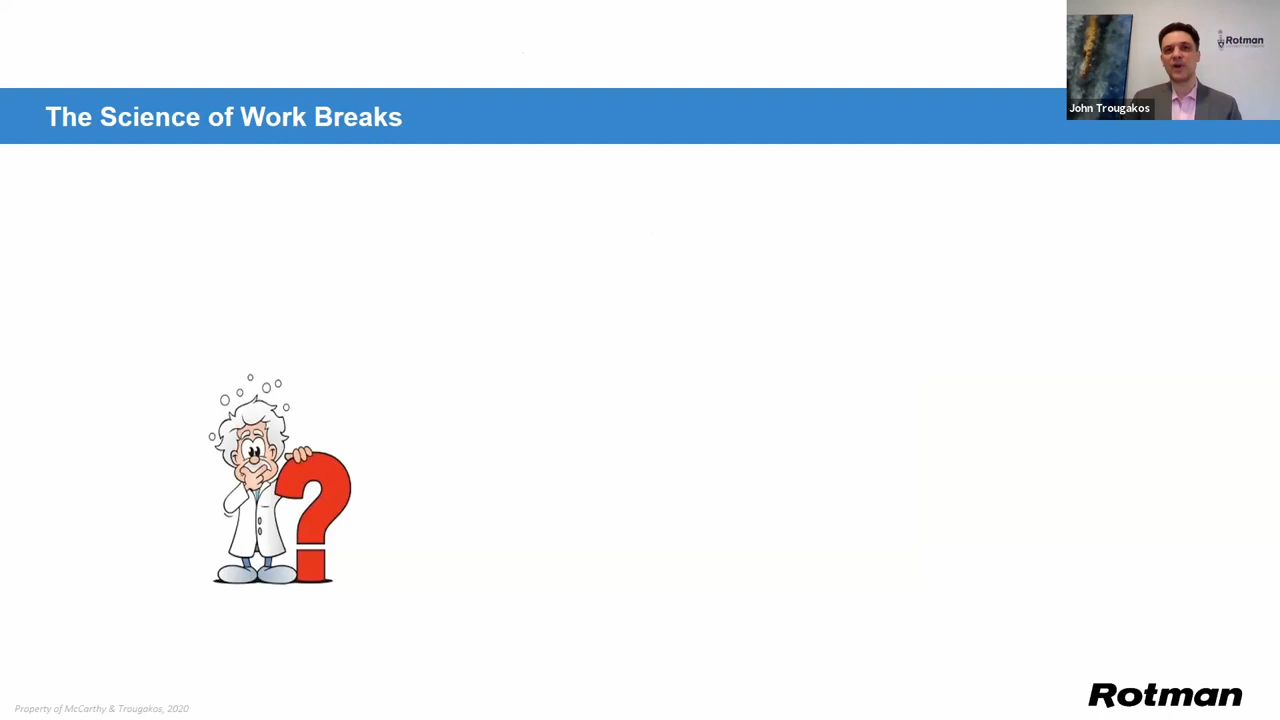 The Science of Work Breaks
Rotman
John Trougakos
?
Property of McCarthy & Trougakos, 2020
Rotman